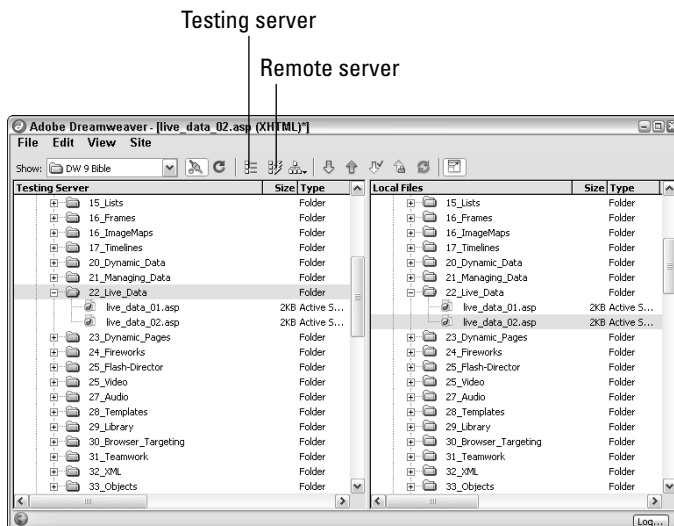 Testing server
Remote server
Adobe Dreamweaver - [live_data_02.asp (XHTML)*]
File Edit View Site
Show: DW 9 Bible
Testing Server Size Type Local Files Size Type
15_Lists Folder 15_Lists Folder
16_Frames Folder 16_Frames Folder
16_ImageMaps Folder 16_ImageMaps Folder
17_Timelines Folder 17_Timelines Folder
20_Dynamic_Data Folder 20_Dynamic_Data Folder
21_Managing_Data Folder 21_Managing_Data Folder
22_Live_Data Folder 22_Live_Data Folder
live_data_01.asp 2KB Active S... live_data_01.asp 2KB Active S...
live_data_02.asp 2KB Active S... live_data_02.asp 2KB Active S...
23_Dynamic_Pages Folder 23_Dynamic_Pages Folder
24_Fireworks Folder 24_Fireworks Folder
25_Flash-Director Folder 25_Flash-Director Folder
25_Video Folder 25_Video Folder
27_Audio Folder 27_Audio Folder
28_Templates Folder 28_Templates Folder
29_Library Folder 29_Library Folder
30_Browser_Targeting Folder 30_Browser_Targeting Folder
31_Teamwork Folder 31_Teamwork Folder
32_XML Folder 32_XML Folder
33_Objects Folder 33_Objects Folder
Log...